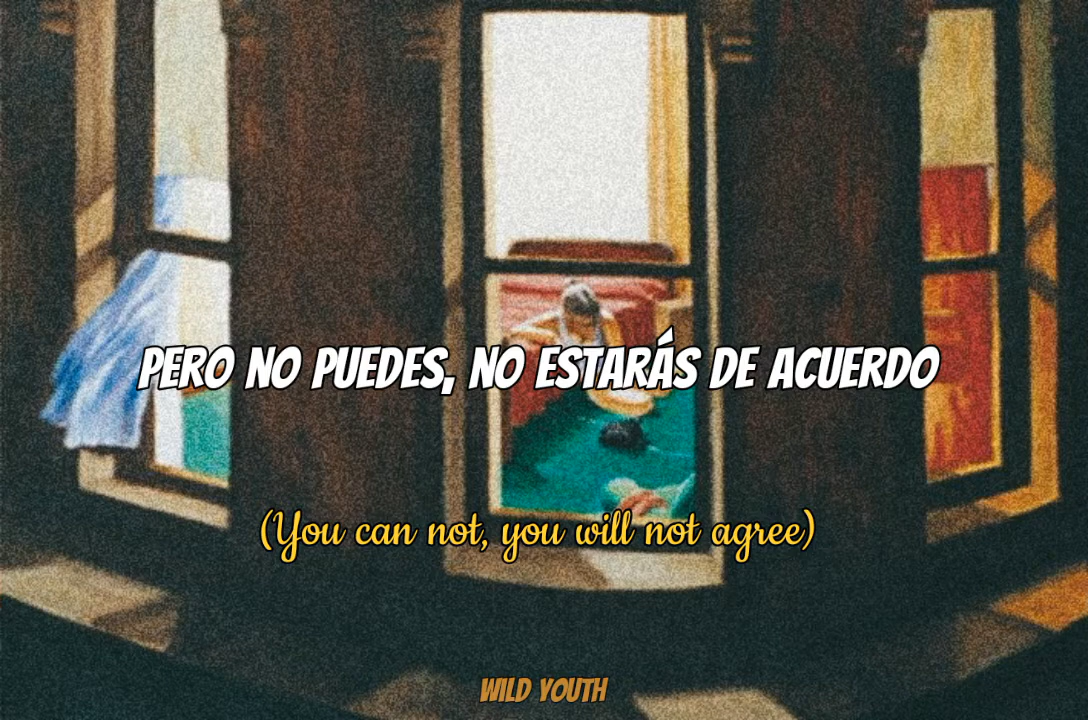 PERO NO PUEDES, NO ESTARÁS DE ACUERDO
(You can not, you will not agree)
WILD YOUTH